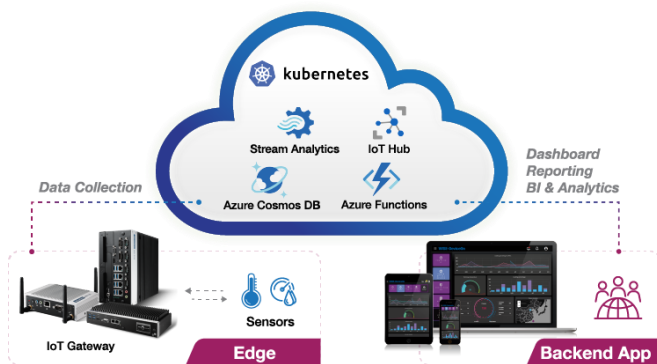 kubernetes
Stream Analytics
IoT Hub
Azure Cosmos DB
Azure Functions
Data Collection
Dashboard
Reporting
BI & Analytics
IoT Gateway
Sensors
Edge
Backend App